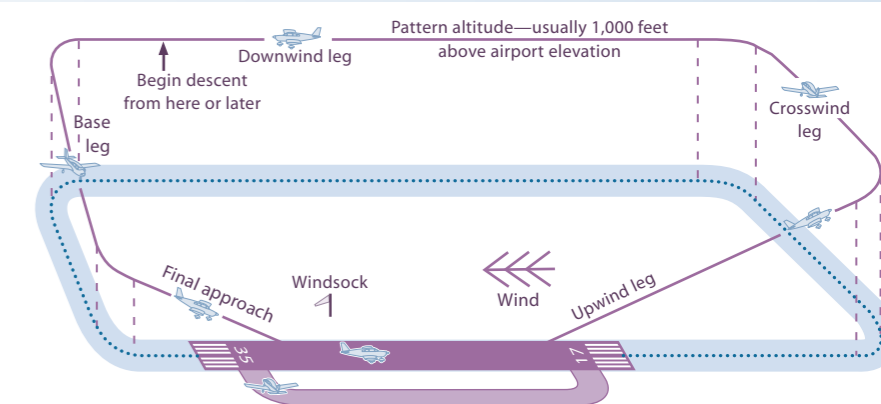 Pattern altitude—usually 1,000 feet
above airport elevation
Downwind leg
Begin descent
from here or later
Crosswind
leg
Base
leg
Final approach
Windsock
Wind
Upwind leg
35
17